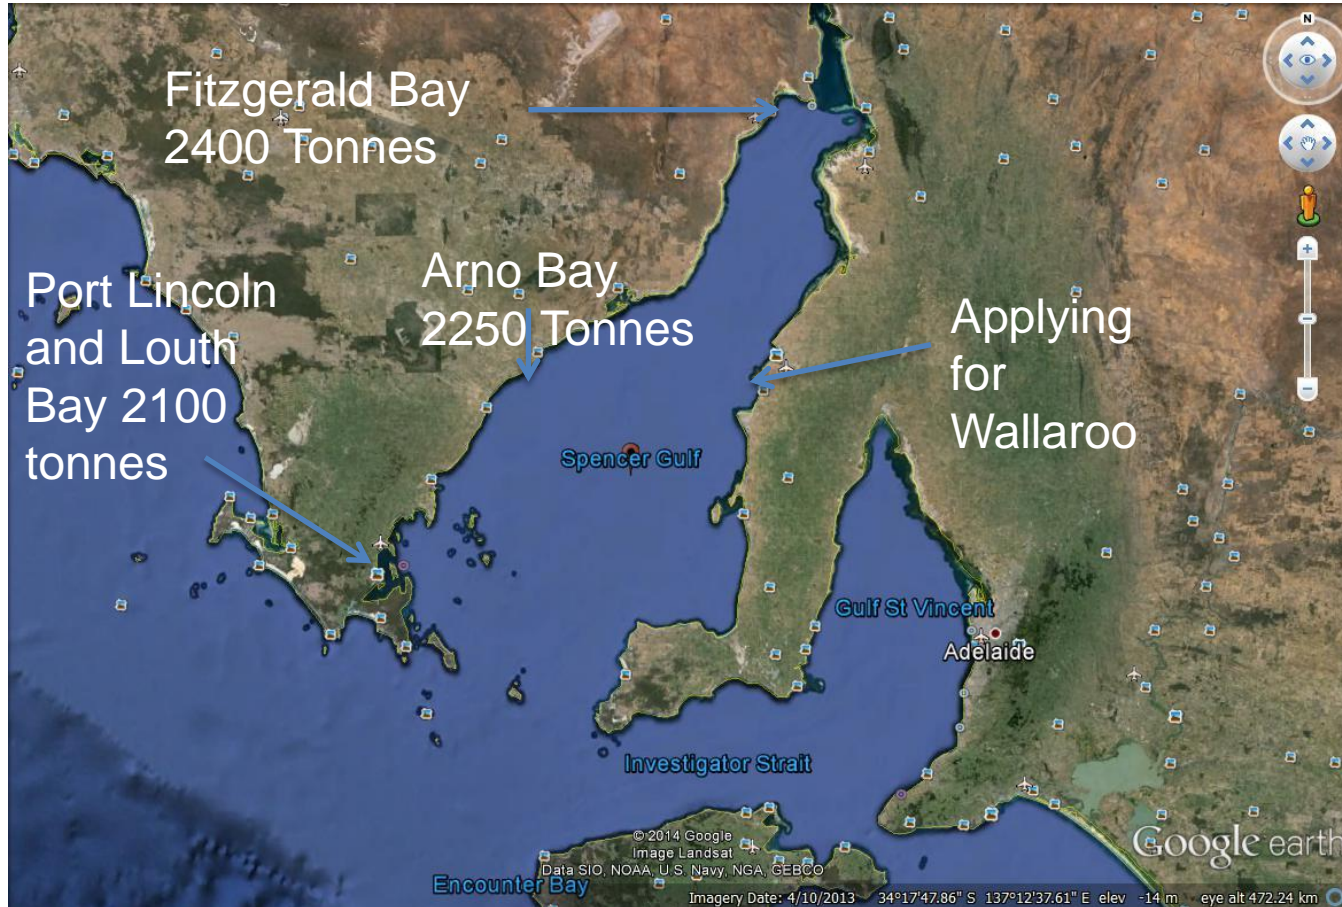 N
Fitzgerald Bay
2400 Tonnes
Arno Bay
2250 Tonnes
Port Lincoln
and Louth
Bay 2100
tonnes
Applying
for
Wallaroo
Spencer Gulf
Gulf St Vincent
Adelaide
Investigator Strait
© 2014 Google
Image Landsat
Data SIO, NOAA, U.S. Navy, NGA, GEBCO
Google earth
Encounter Bay
Imagery Date: 4/10/2013 34°17'47.86" S 137°12'37.61" E elev -14 m eye alt 472.24 km